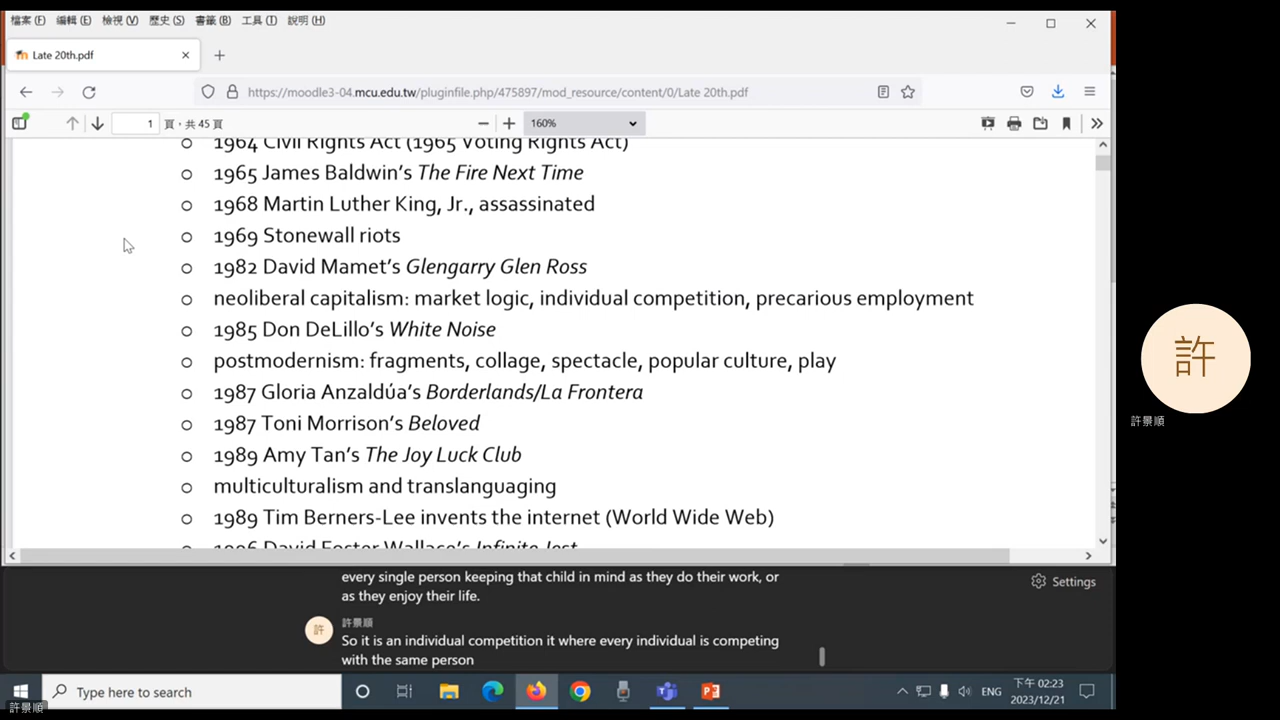 檔案 (F) 編輯 (E) 檢視 (V) 歷史 (S) 書籤 (B) 工具 (T) 說明 (H)
Late 20th.pdf
https://moodle3-04.mcu.edu.tw/pluginfile.php/475897/mod_resource/content/0/Late 20th.pdf
1 頁,共 45 頁
160%
1964 Civil Rights Act (1965 Voting Rights Act)
1965 James Baldwin's The Fire Next Time
1968 Martin Luther King, Jr., assassinated
1969 Stonewall riots
1982 David Mamet's Glengarry Glen Ross
neoliberal capitalism: market logic, individual competition, precarious employment
1985 Don DeLillo's White Noise
postmodernism: fragments, collage, spectacle, popular culture, play
1987 Gloria Anzaldúa's Borderlands/La Frontera
1987 Toni Morrison's Beloved
1989 Amy Tan's The Joy Luck Club
multiculturalism and translanguaging
1989 Tim Berners-Lee invents the internet (World Wide Web)
1996 David Foster Wallace's Infinite Jest
every single person keeping that child in mind as they do their work, or
as they enjoy their life.
Settings
許
許景順
So it is an individual competition it where every individual is competing
with the same person
許
許景順
Type here to search
ENG
下午 02:23
2023/12/21
許景順